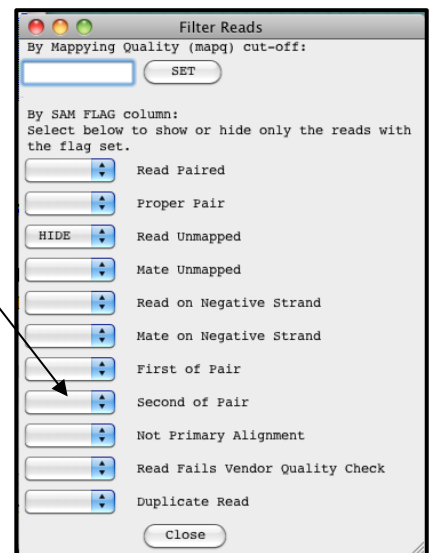 Filter Reads
By Mappying Quality (mapq) cut-off:
SET
By SAM FLAG column:
Select below to show or hide only the reads with
the flag set.
Read Paired
Proper Pair
HIDE Read Unmapped
Mate Unmapped
Read on Negative Strand
Mate on Negative Strand
First of Pair
Second of Pair
Not Primary Alignment
Read Fails Vendor Quality Check
Duplicate Read
Close